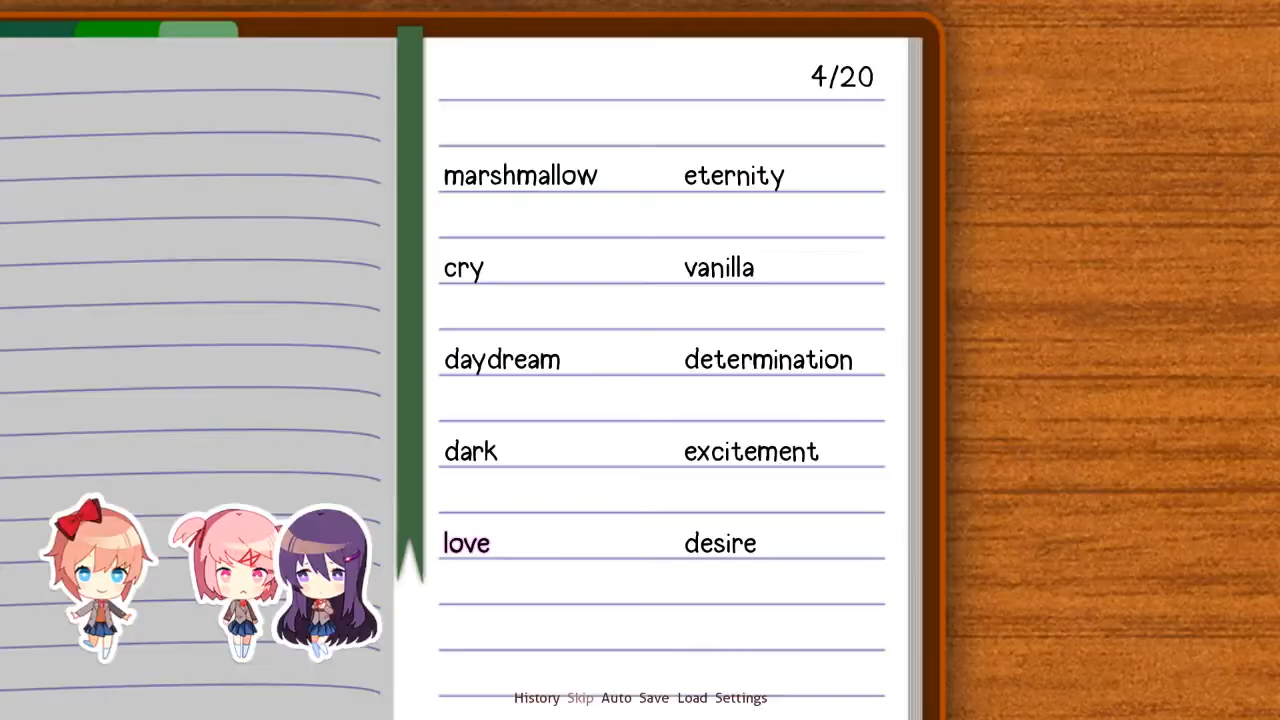 4/20
marshmallow eternity
cry vanilla
daydream determination
dark excitement
love desire
History Skip Auto Save Load Settings